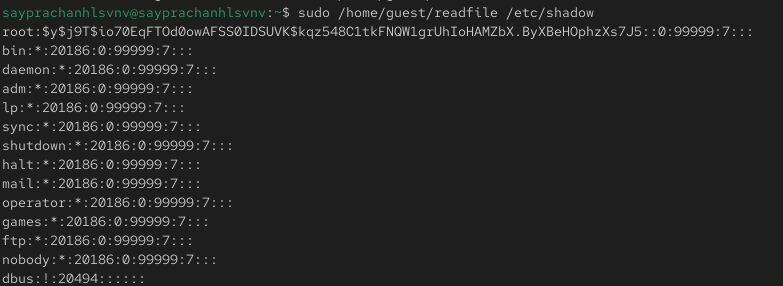 sayprachanhlsvnv@sayprachanhlsvnv:~$ sudo /home/guest/readfile /etc/shadow
root:$y$j9T$io70EqFTOd0owAFSS0IDSUVK$kqz548C1tkFNQW1grUhIoHAMZbX.ByXBeHOphzXs7J5::0:99999:7:::
bin:*:20186:0:99999:7:::
daemon:*:20186:0:99999:7:::
adm:*:20186:0:99999:7:::
lp:*:20186:0:99999:7:::
sync:*:20186:0:99999:7:::
shutdown:*:20186:0:99999:7:::
halt:*:20186:0:99999:7:::
mail:*:20186:0:99999:7:::
operator:*:20186:0:99999:7:::
games:*:20186:0:99999:7:::
ftp:*:20186:0:99999:7:::
nobody:*:20186:0:99999:7:::
dbus:!:20494::::::